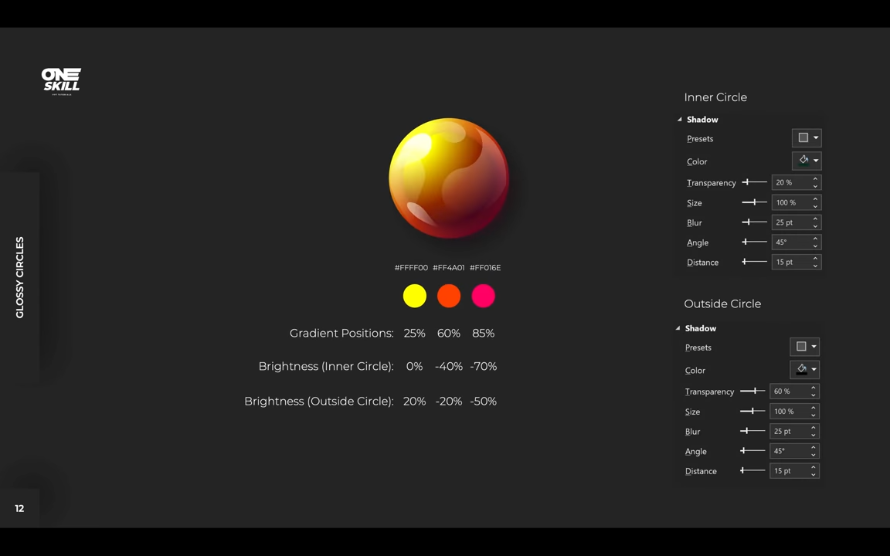 ONE
SKILL
GLOSSY CIRCLES
12
#FFFF00 #FF4A01 #FF016E
Gradient Positions: 25% 60% 85%
Brightness (Inner Circle): 0% -40% -70%
Brightness (Outside Circle): 20% -20% -50%
Inner Circle
Shadow
Presets
Color
Transparency 20 %
Size 100 %
Blur 25 pt
Angle 45°
Distance 15 pt
Outside Circle
Shadow
Presets
Color
Transparency 60 %
Size 100 %
Blur 25 pt
Angle 45°
Distance 15 pt